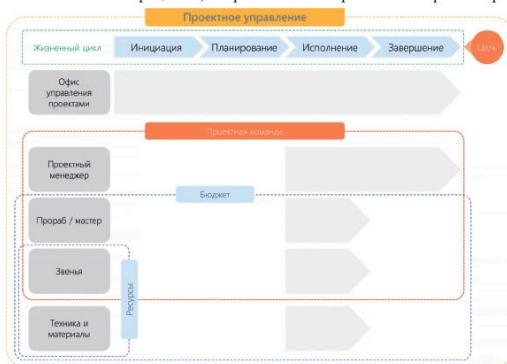 Проектное управление
Жизненный цикл
Инициация
Планирование
Исполнение
Завершение
Цель
Офис
управления
проектами
Проектная команда
Проектный
менеджер
Бюджет
Прораб / мастер
Звенья
Ресурсы
Техника и
материалы